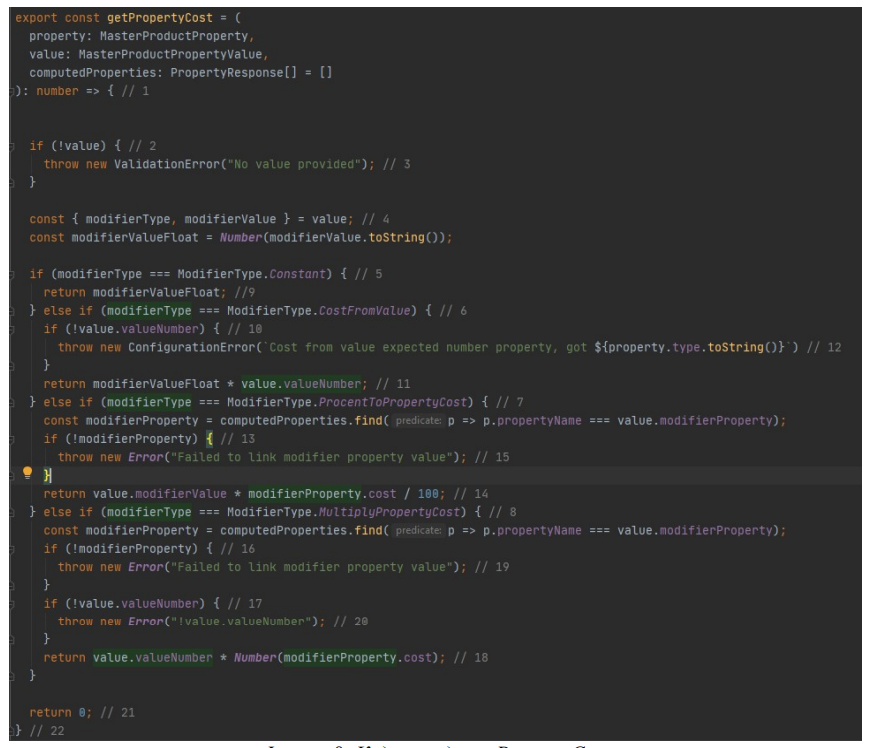 export const getPropertyCost = (
property: MasterProductProperty,
value: MasterProductPropertyValue,
computedProperties: PropertyResponse[] = []
): number => { // 1
if (!value) { // 2
throw new ValidationError("No value provided"); // 3
}
const { modifierType, modifierValue } = value; // 4
const modifierValueFloat = Number(modifierValue.toString());
if (modifierType === ModifierType.Constant) { // 5
return modifierValueFloat; //9
} else if (modifierType === ModifierType.CostFromValue) { // 6
if (!value.valueNumber) { // 10
throw new ConfigurationError(`Cost from value expected number property, got ${property.type.toString()}`) // 12
}
return modifierValueFloat * value.valueNumber; // 11
} else if (modifierType === ModifierType.ProcentToPropertyCost) { // 7
const modifierProperty = computedProperties.find( predicate: p => p.propertyName === value.modifierProperty);
if (!modifierProperty) { // 13
throw new Error("Failed to link modifier property value"); // 15
}
return value.modifierValue * modifierProperty.cost / 100; // 14
} else if (modifierType === ModifierType.MultiplyPropertyCost) { // 8
const modifierProperty = computedProperties.find( predicate: p => p.propertyName === value.modifierProperty);
if (!modifierProperty) { // 16
throw new Error("Failed to link modifier property value"); // 19
}
if (!value.valueNumber) { // 17
throw new Error("!value.valueNumber"); // 20
}
return value.valueNumber * Number(modifierProperty.cost); // 18
}
return 0; // 21
} // 22